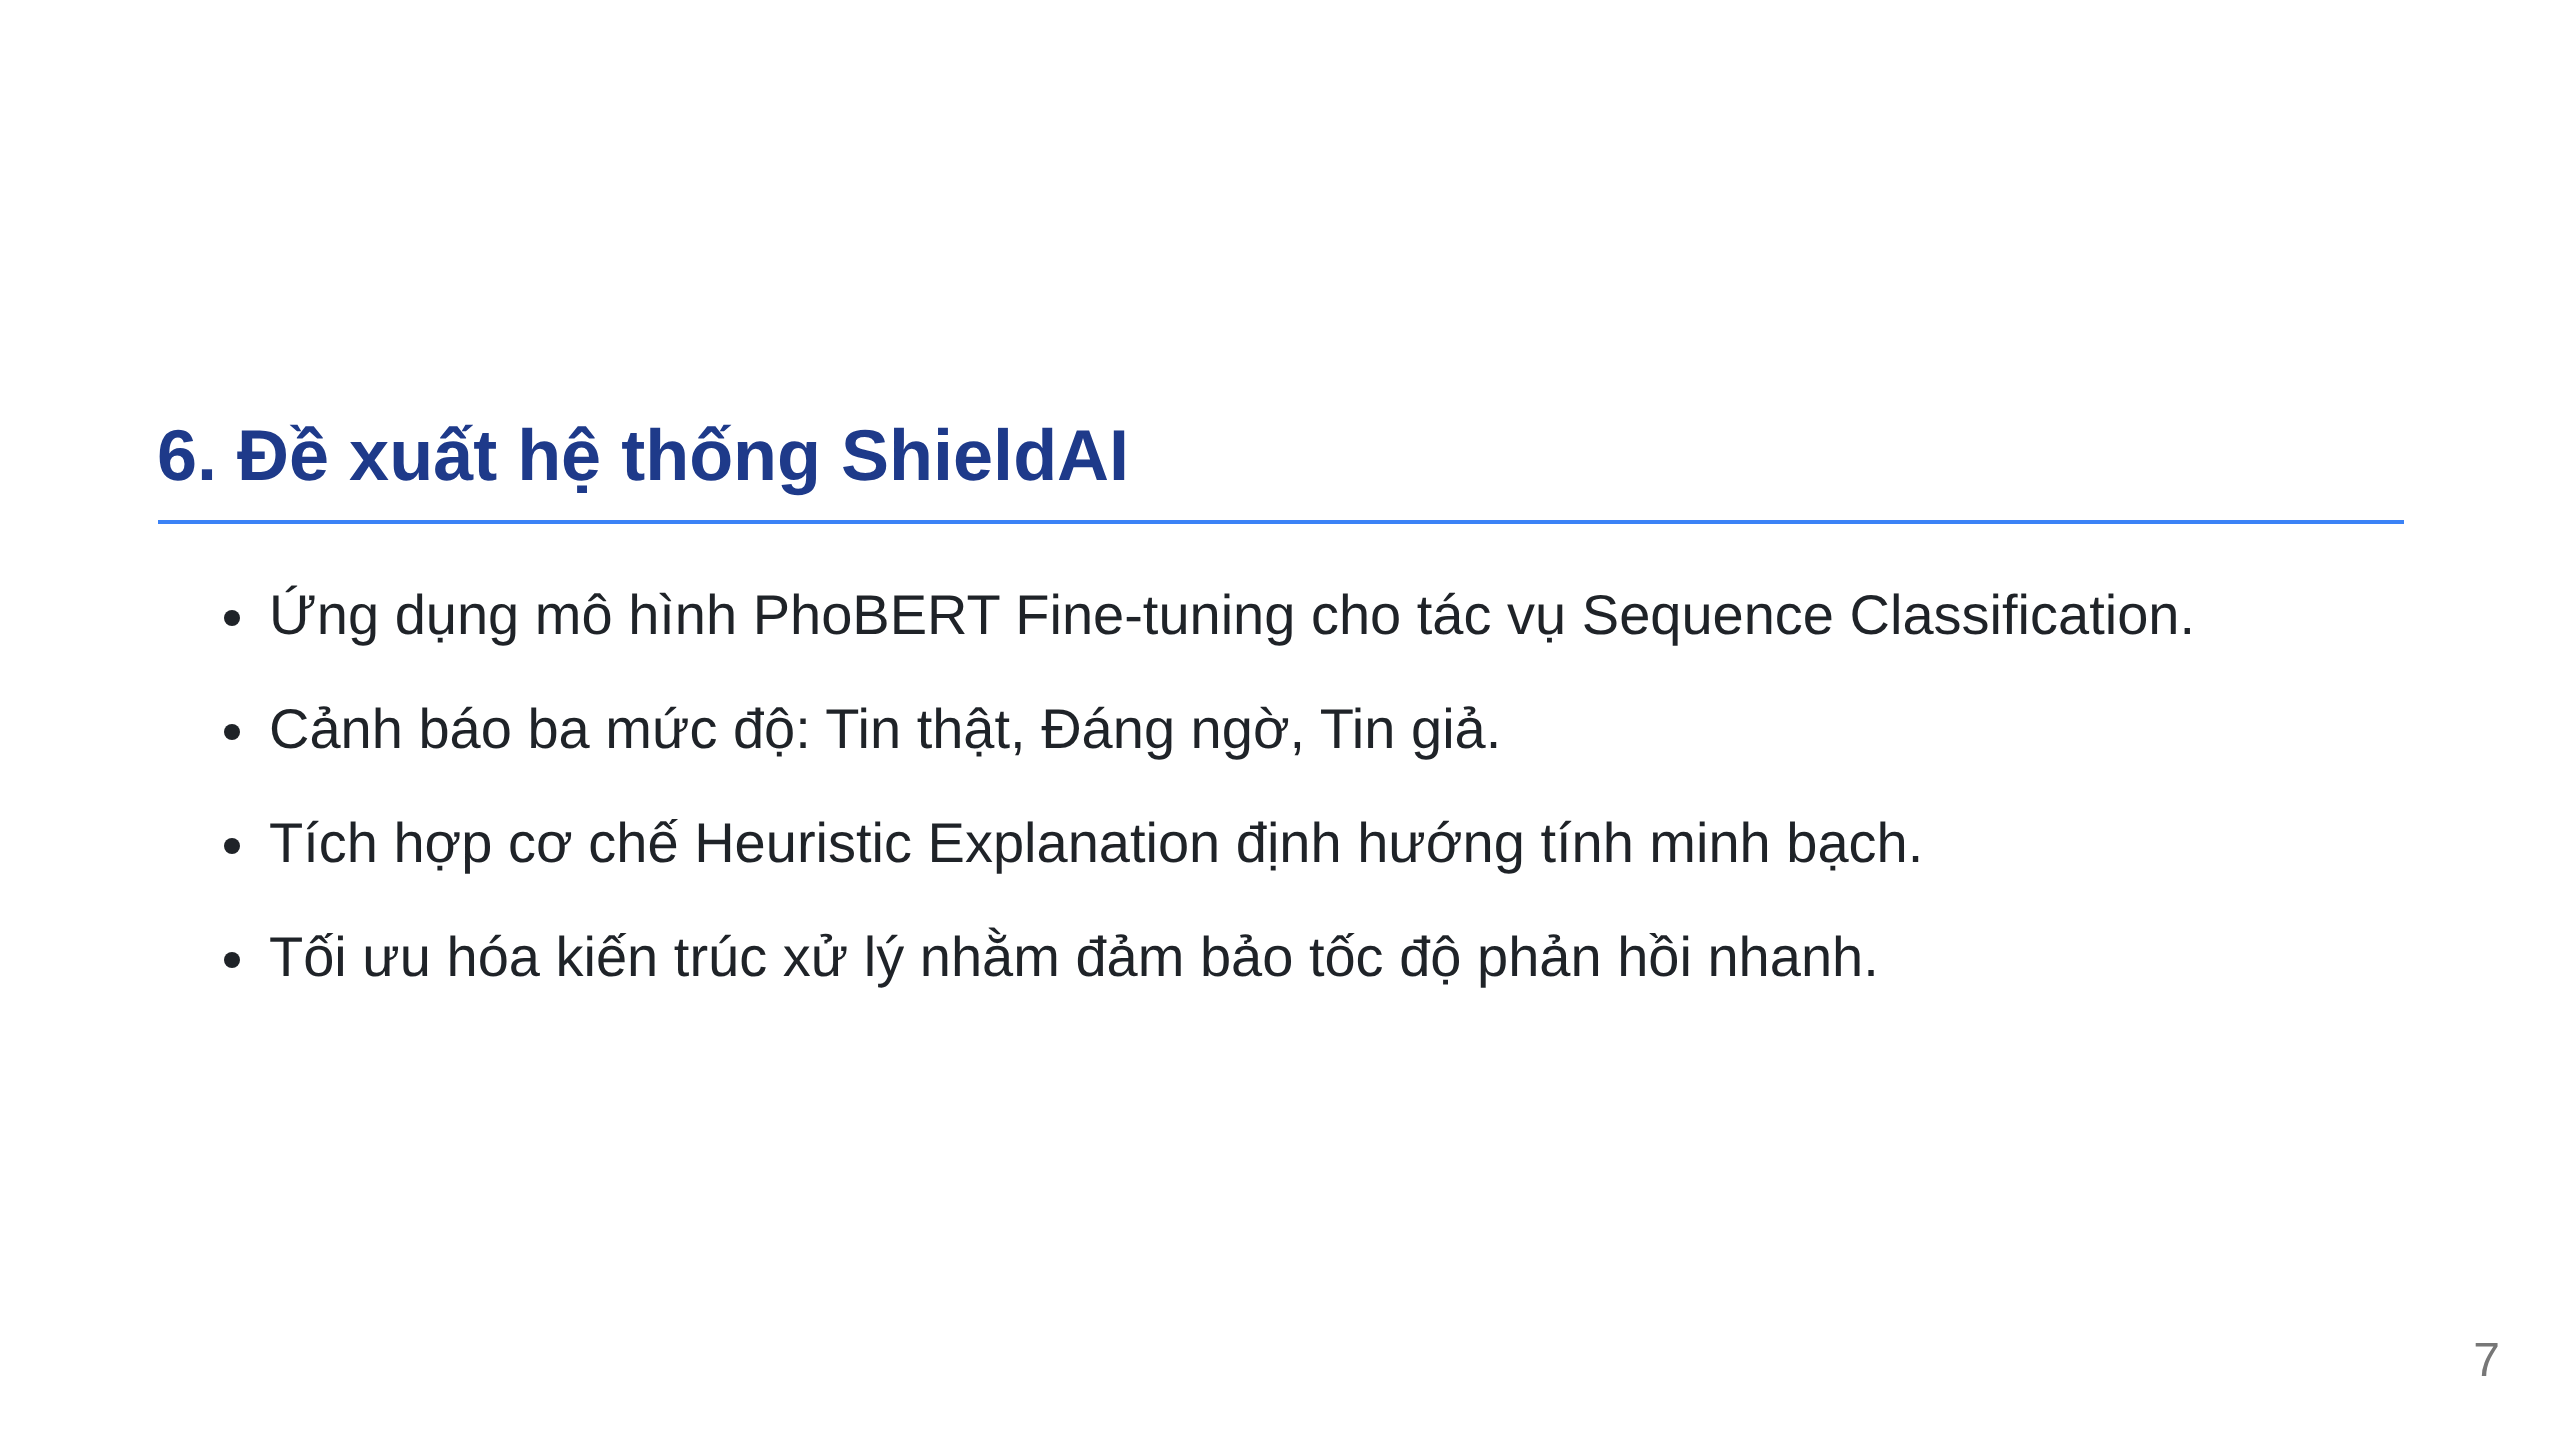 6. Đề xuất hệ thống ShieldAI
• Ứng dụng mô hình PhoBERT Fine-tuning cho tác vụ Sequence Classification.
• Cảnh báo ba mức độ: Tin thật, Đáng ngờ, Tin giả.
• Tích hợp cơ chế Heuristic Explanation định hướng tính minh bạch.
• Tối ưu hóa kiến trúc xử lý nhằm đảm bảo tốc độ phản hồi nhanh.
7